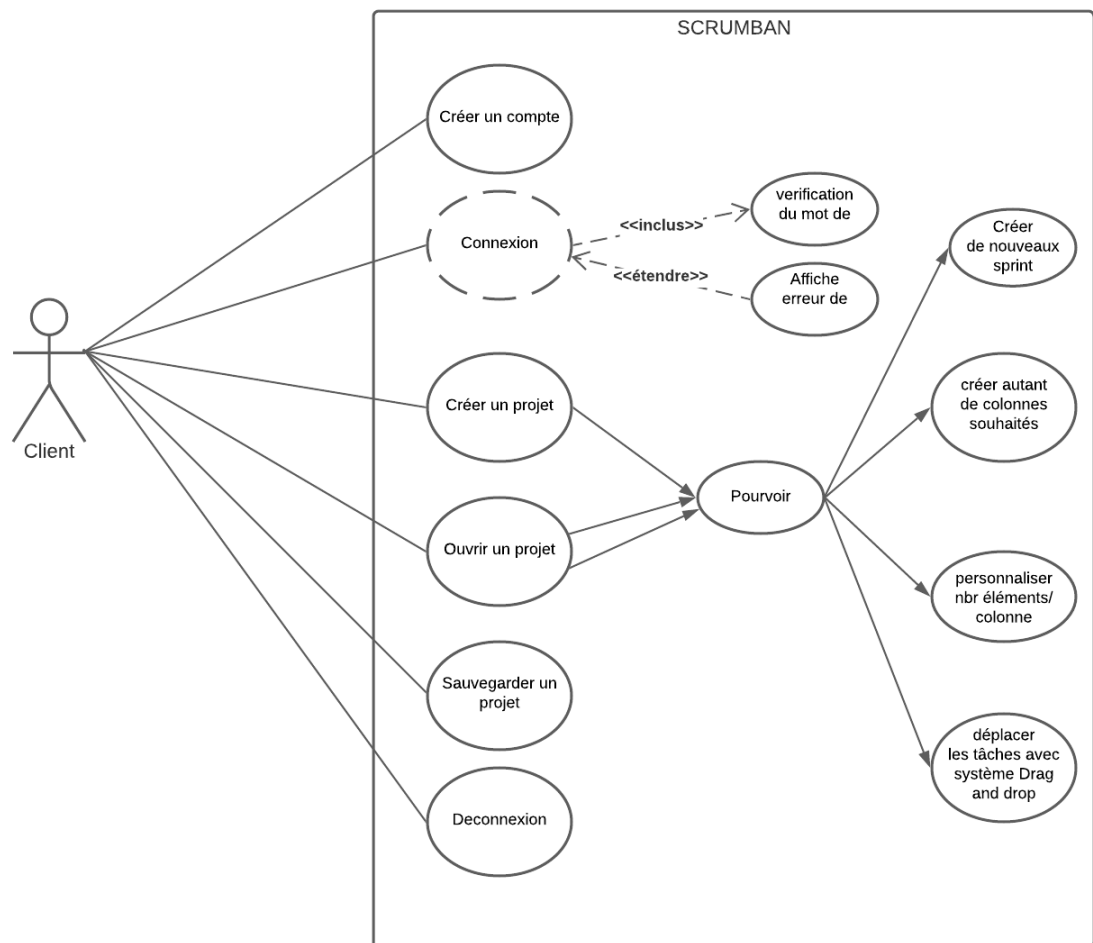 SCRUMBAN
Créer un compte
Connexion
<<inclus>>
verification
du mot de
<<étendre>>
Affiche
erreur de
Créer
de nouveaux
sprint
Client
Créer un projet
créer autant
de colonnes
souhaités
Ouvrir un projet
Pourvoir
personnaliser
nbr éléments/
colonne
Sauvegarder un
projet
déplacer
les tâches avec
système Drag
and drop
Deconnexion